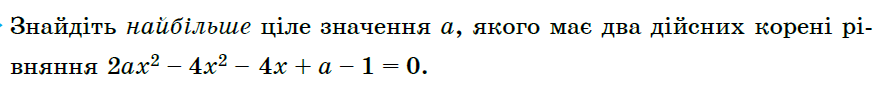 Знайдіть найбільше ціле значення a, якого має два дійсних корені рі-
вняння 2ax² – 4x² – 4x + a – 1 = 0.